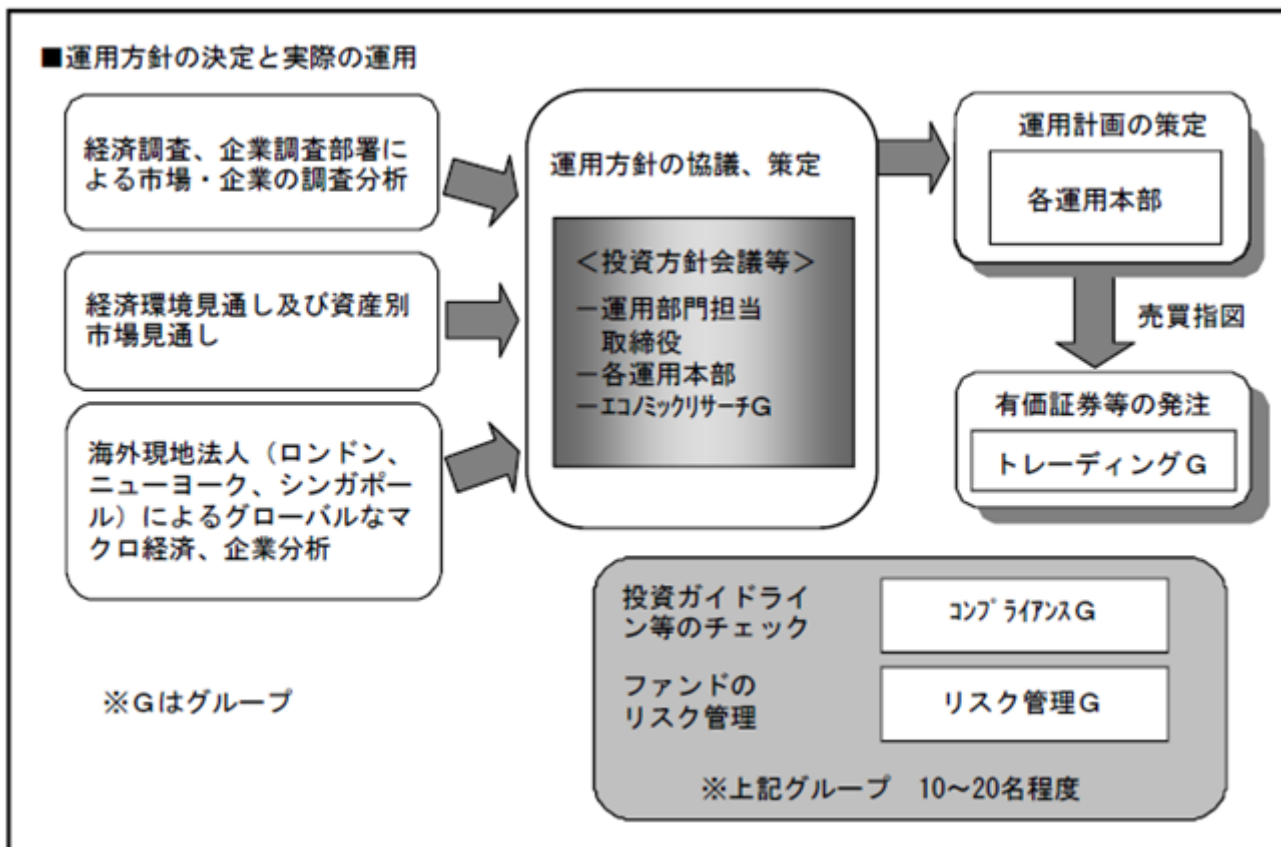 ■運用方針の決定と実際の運用
経済調査、企業調査部署に
よる市場・企業の調査分析
経済環境見通し及び資産別
市場見通し
海外現地法人（ロンドン、
ニューヨーク、シンガポー
ル）によるグローバルなマ
クロ経済、企業分析
運用方針の協議、策定
＜投資方針会議等＞
－運用部門担当
取締役
－各運用本部
－ｴｺﾉﾐｯｸﾘｻｰﾁＧ
運用計画の策定
各運用本部
売買指図
有価証券等の発注
トレーディングＧ
投資ガイドライ
ン等のチェック
ｺﾝﾌﾟﾗｲｱﾝｽＧ
ファンドの
リスク管理
リスク管理Ｇ
※上記グループ　10～20名程度
※Ｇはグループ